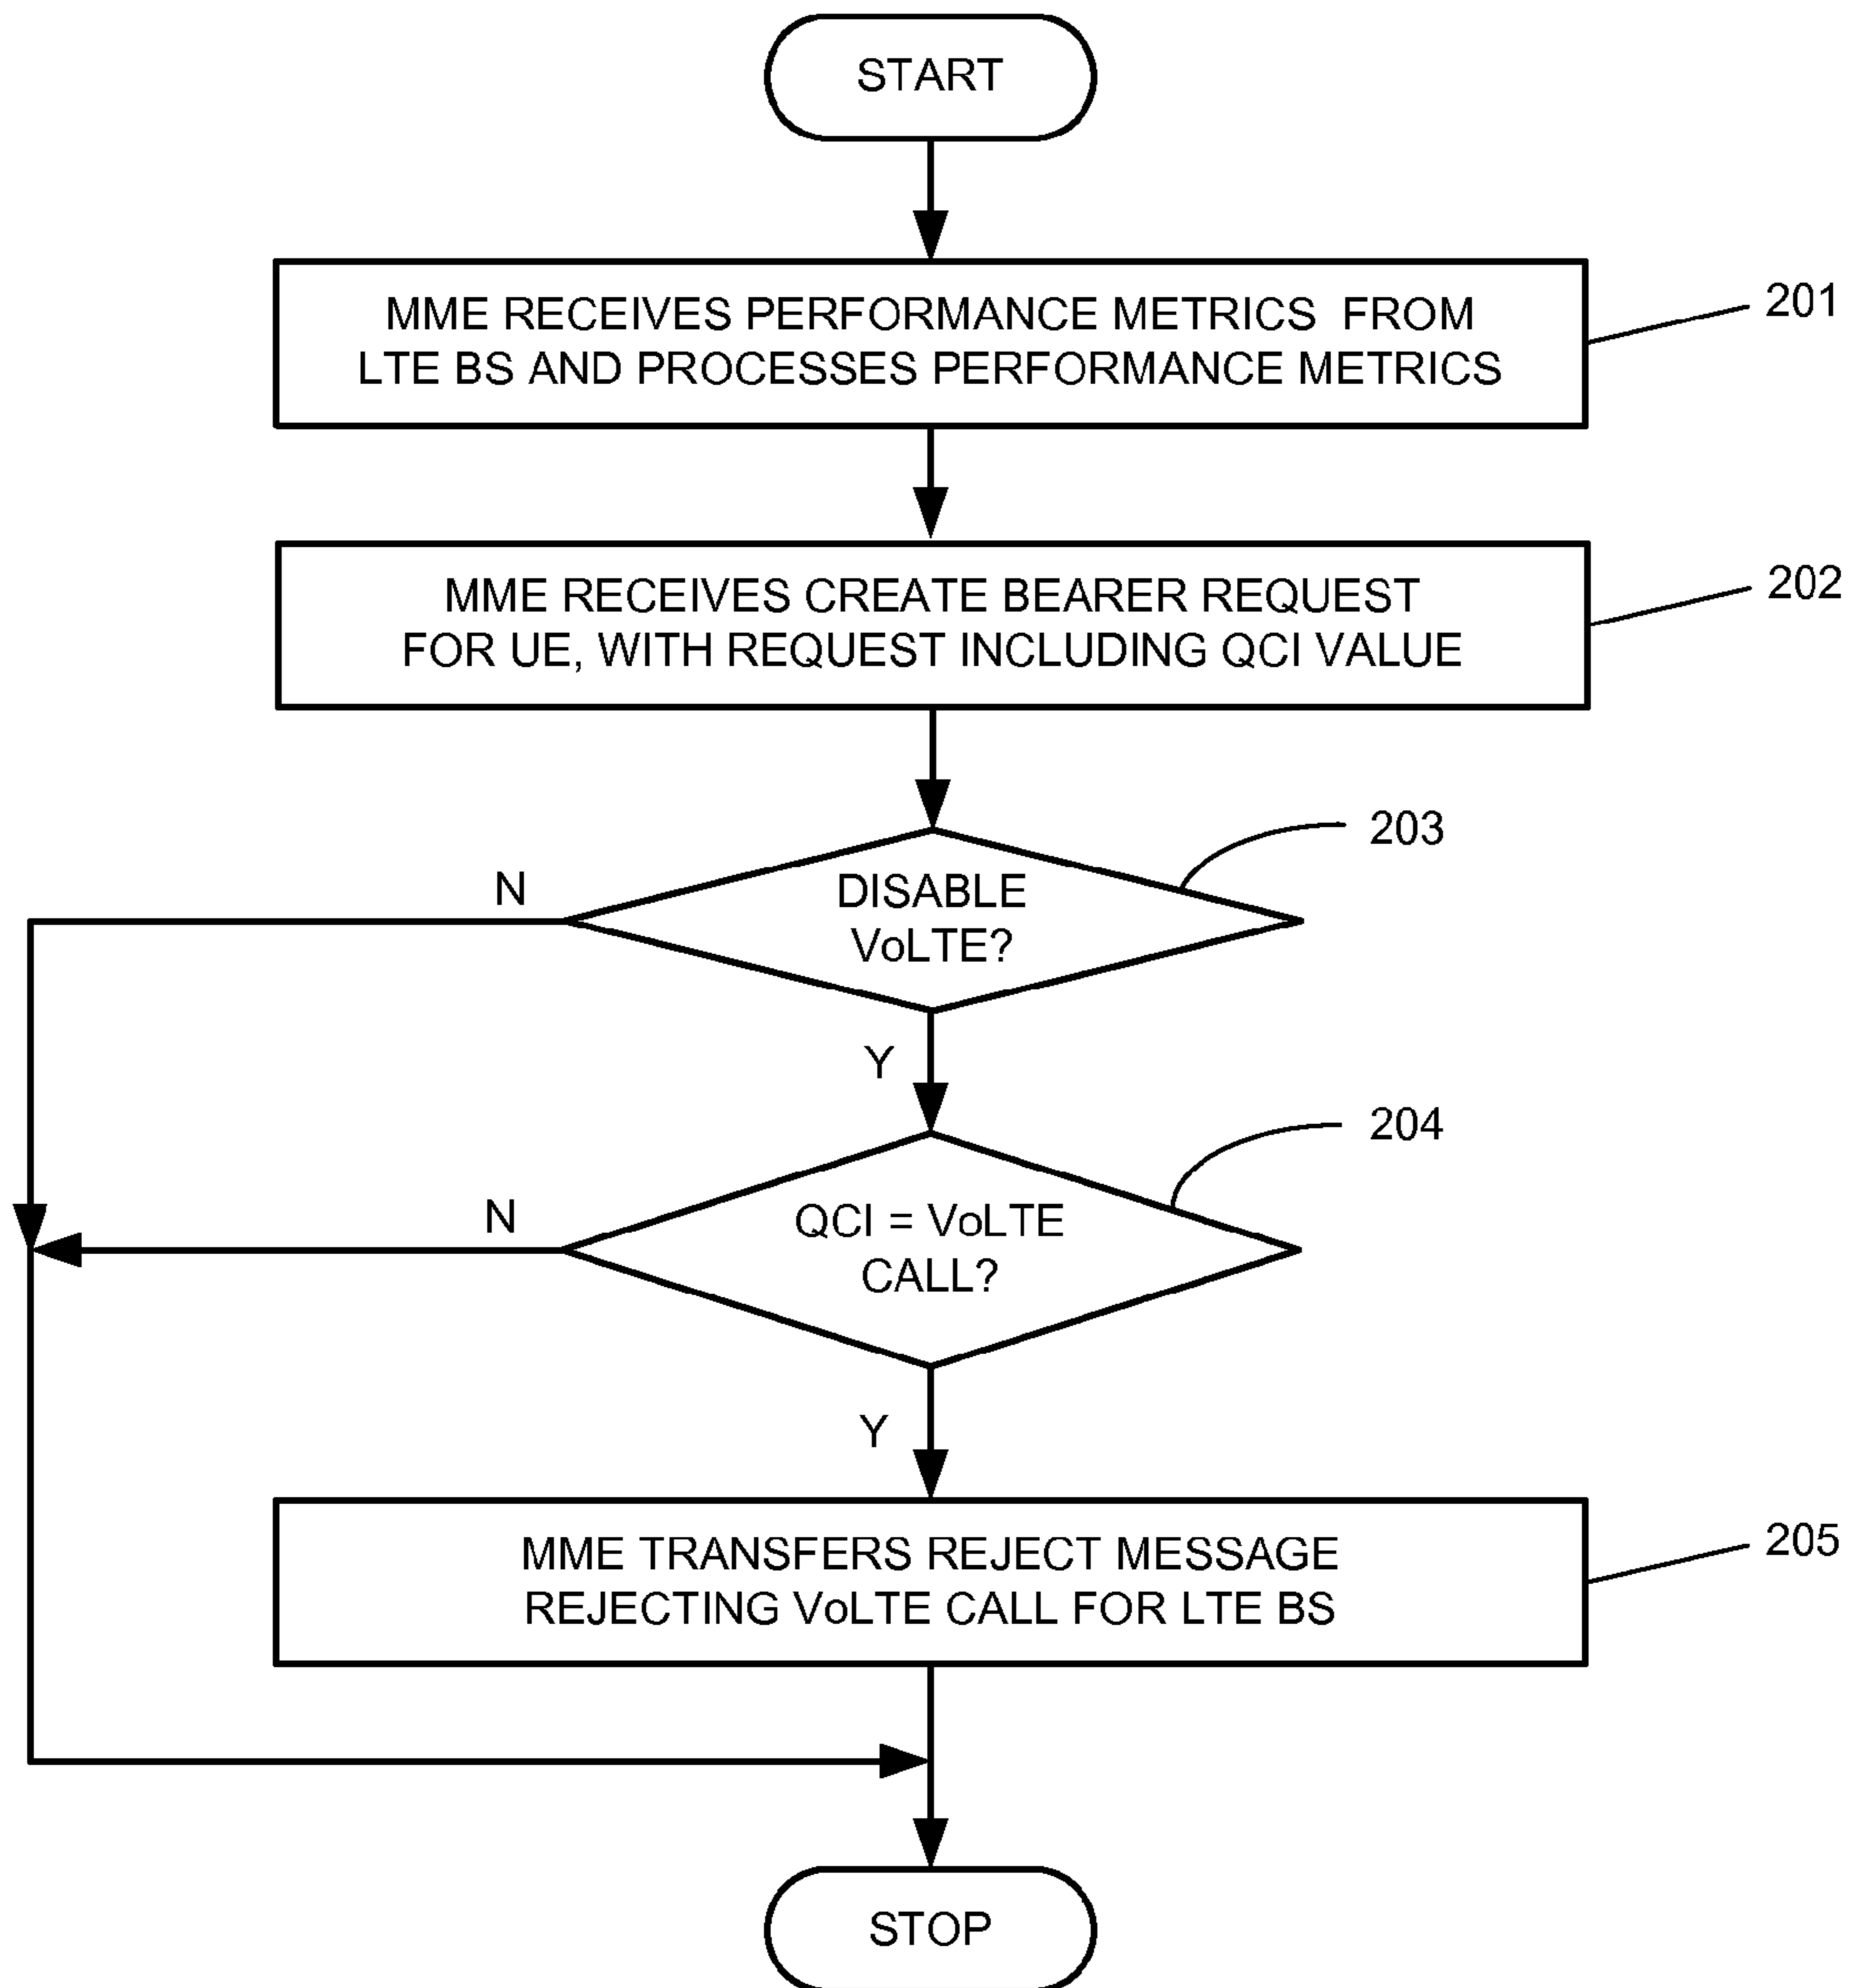 START
MME RECEIVES PERFORMANCE METRICS FROM
LTE BS AND PROCESSES PERFORMANCE METRICS
201
MME RECEIVES CREATE BEARER REQUEST
FOR UE, WITH REQUEST INCLUDING QCI VALUE
202
203
N
DISABLE
VoLTE?
Y
204
N
QCI = VoLTE
CALL?
Y
MME TRANSFERS REJECT MESSAGE
REJECTING VoLTE CALL FOR LTE BS
205
STOP